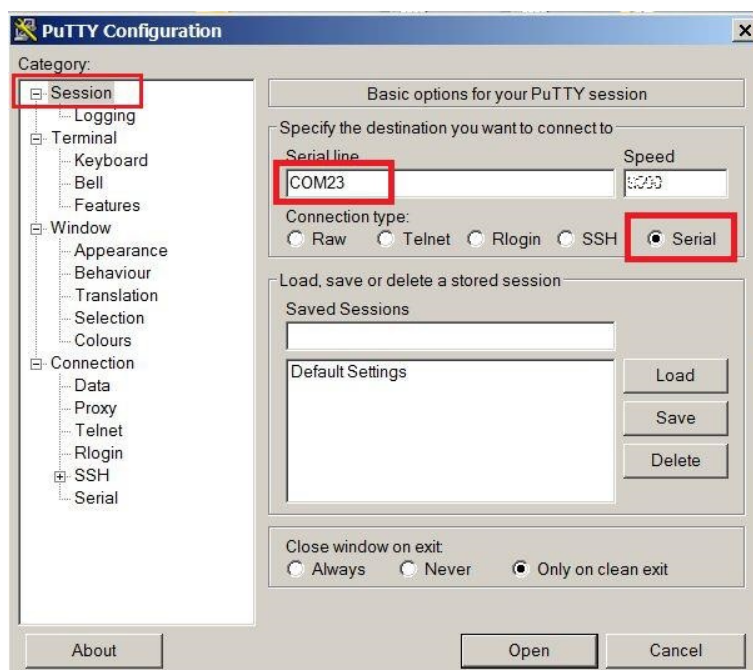 PuTTY Configuration
Category:
Session
Logging
Terminal
Keyboard
Bell
Features
Window
Appearance
Behaviour
Translation
Selection
Colours
Connection
Data
Proxy
Telnet
Rlogin
SSH
Serial
Basic options for your PuTTY session
Specify the destination you want to connect to
Serial line Speed
COM23
Connection type:
Raw Telnet Rlogin SSH Serial
Load, save or delete a stored session
Saved Sessions
Default Settings
Load
Save
Delete
Close window on exit:
Always Never Only on clean exit
About Open Cancel